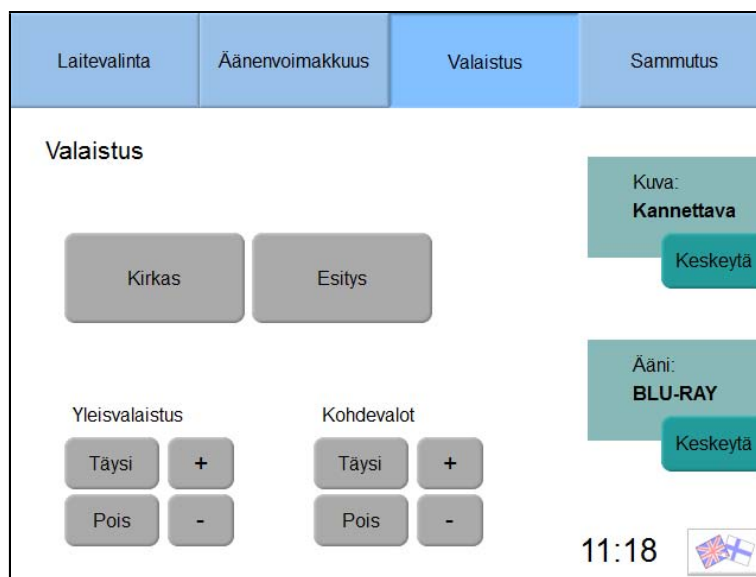 Laitevalinta
Äänenvoimakkuus
Valaistus
Sammutus
Valaistus
Kirkas
Esitys
Yleisvalaistus
Täysi
+
Pois
-
Kohdevalot
Täysi
+
Pois
-
Kuva:
Kannettava
Keskeytä
Ääni:
BLU-RAY
Keskeytä
11:18